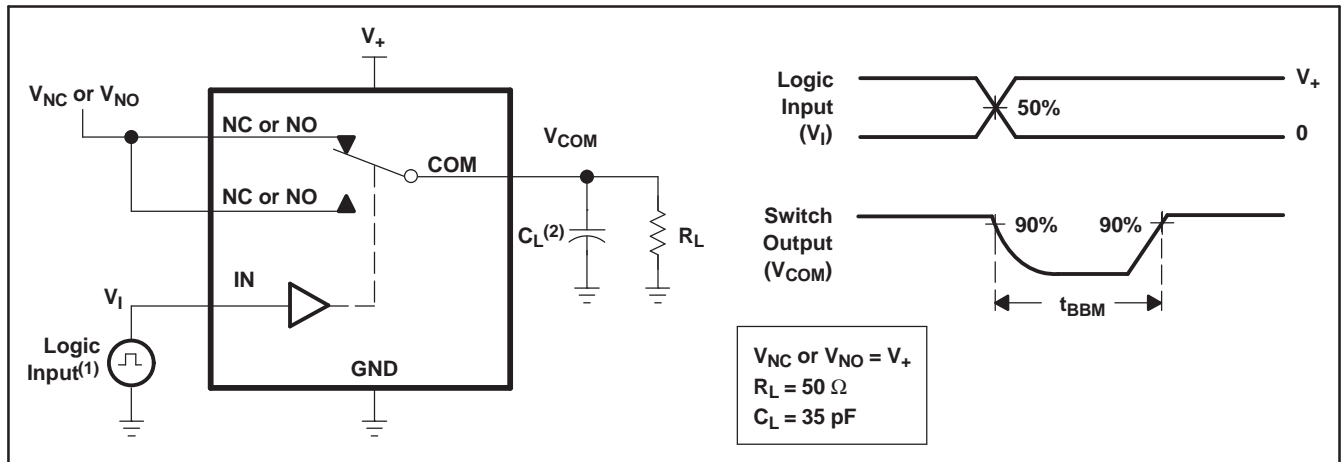 V+
VNC or VNO
NC or NO
VCOM
COM
NC or NO
CL(2)
RL
IN
VI
Logic
Input(1)
GND
Logic
Input
(VI)
V+
50%
0
Switch
Output
(VCOM)
90%
90%
tBBM
VNC or VNO = V+
RL = 50 Ω
CL = 35 pF